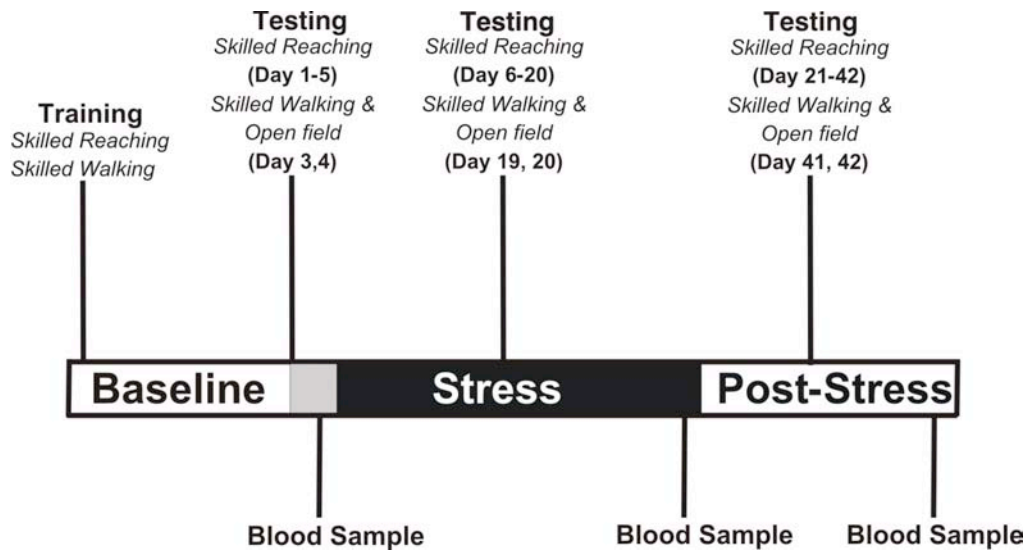 Training
Skilled Reaching
Skilled Walking
Testing
Skilled Reaching
(Day 1-5)
Skilled Walking &
Open field
(Day 3,4)
Testing
Skilled Reaching
(Day 6-20)
Skilled Walking &
Open field
(Day 19, 20)
Testing
Skilled Reaching
(Day 21-42)
Skilled Walking &
Open field
(Day 41, 42)
Baseline
Stress
Post-Stress
Blood Sample
Blood Sample
Blood Sample